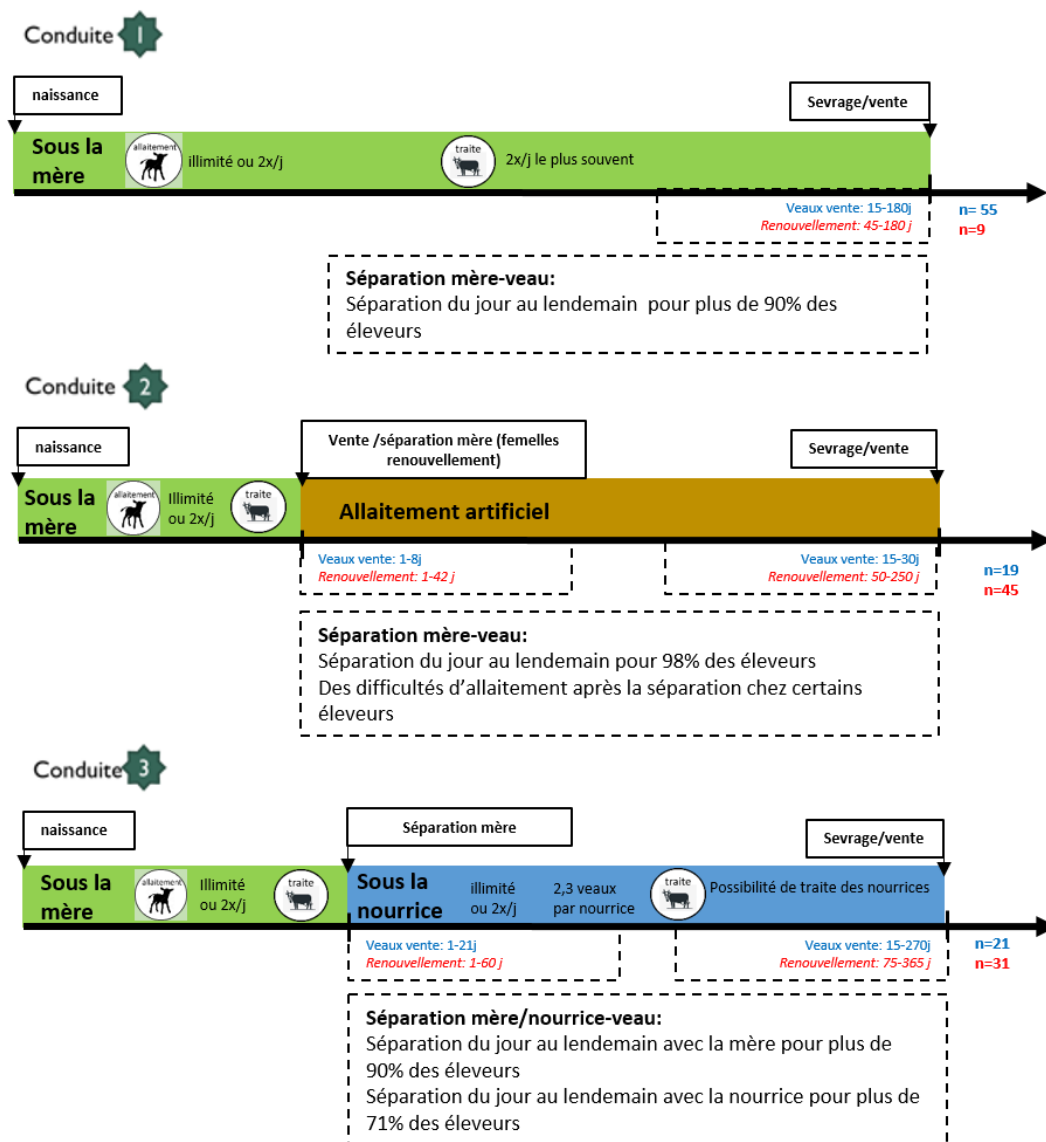 Conduite 1
naissance
Sevrage/vente
Sous la
mère
allaitement
illimité ou 2x/j
traite
2x/j le plus souvent
Veaux vente: 15-180j
Renouvellement: 45-180 j
n= 55
n=9
Séparation mère-veau:
Séparation du jour au lendemain pour plus de 90% des
éleveurs
Conduite 2
naissance
Vente /séparation mère (femelles
renouvellement)
Sevrage/vente
Sous la
mère
allaitement
Illimité
ou 2x/j
traite
Allaitement artificiel
Veaux vente: 1-8j
Renouvellement: 1-42 j
Veaux vente: 15-30j
Renouvellement: 50-250 j
n=19
n=45
Séparation mère-veau:
Séparation du jour au lendemain pour 98% des éleveurs
Des difficultés d’allaitement après la séparation chez certains
éleveurs
Conduite 3
naissance
Séparation mère
Sevrage/vente
Sous la
mère
allaitement
Illimité
ou 2x/j
traite
Sous la
nourrice
illimité
ou 2x/j
2,3 veaux
par nourrice
traite
Possibilité de traite des nourrices
Veaux vente: 1-21j
Renouvellement: 1-60 j
Veaux vente: 15-270j
Renouvellement: 75-365 j
n=21
n=31
Séparation mère/nourrice-veau:
Séparation du jour au lendemain avec la mère pour plus de
90% des éleveurs
Séparation du jour au lendemain avec la nourrice pour plus de
71% des éleveurs